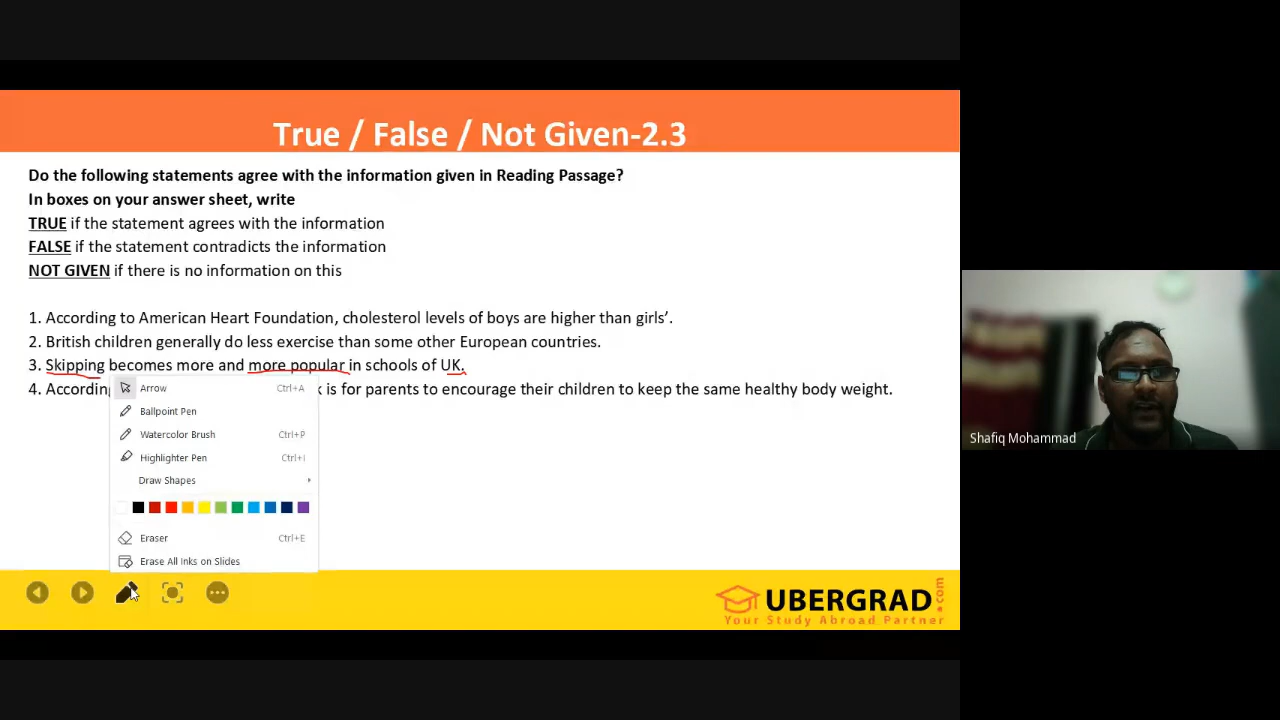 True / False / Not Given-2.3
Do the following statements agree with the information given in Reading Passage?
In boxes on your answer sheet, write
TRUE if the statement agrees with the information
FALSE if the statement contradicts the information
NOT GIVEN if there is no information on this
1. According to American Heart Foundation, cholesterol levels of boys are higher than girls’.
2. British children generally do less exercise than some other European countries.
3. Skipping becomes more and more popular in schools of UK.
4. is for parents to encourage their children to keep the same healthy body weight.
Arrow Ctrl+A
Ballpoint Pen
Watercolor Brush Ctrl+P
Highlighter Pen Ctrl+I
Draw Shapes
Eraser Ctrl+E
Erase All Inks on Slides
UBERGRAD.com
Your Study Abroad Partner
Shafiq Mohammad